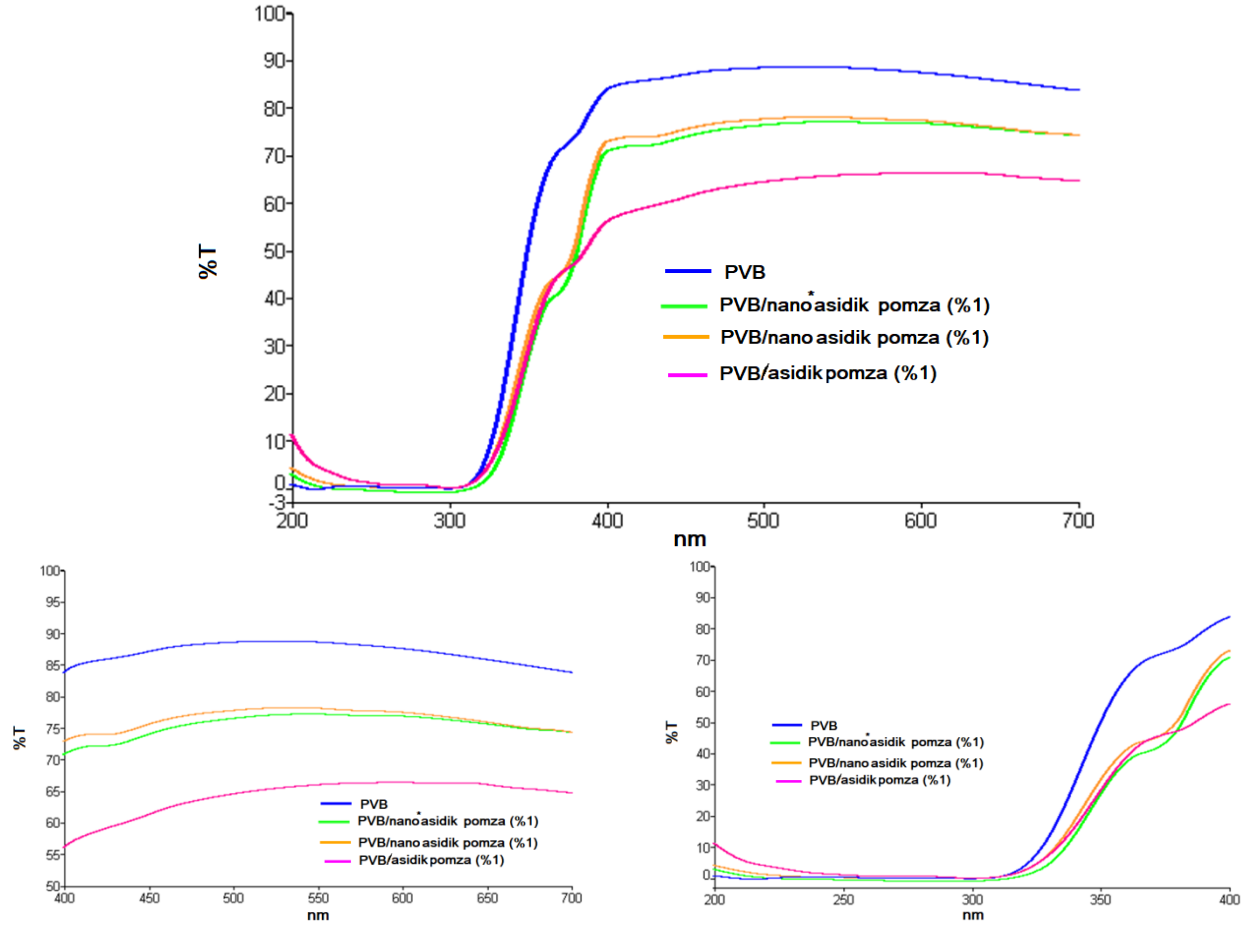 100
90
80
70
60
50
40
30
20
10
0
-3
%T
200 300 400 500 600 700
nm
PVB
PVB/nano* asidik pomza (%1)
PVB/nano asidik pomza (%1)
PVB/asidik pomza (%1)
100
95
90
85
80
75
70
65
60
55
50
%T
400 450 500 550 600 650 700
nm
PVB
PVB/nano* asidik pomza (%1)
PVB/nano asidik pomza (%1)
PVB/asidik pomza (%1)
100
90
80
70
60
50
40
30
20
10
0
%T
200 250 300 350 400
nm
PVB
PVB/nano* asidik pomza (%1)
PVB/nano asidik pomza (%1)
PVB/asidik pomza (%1)